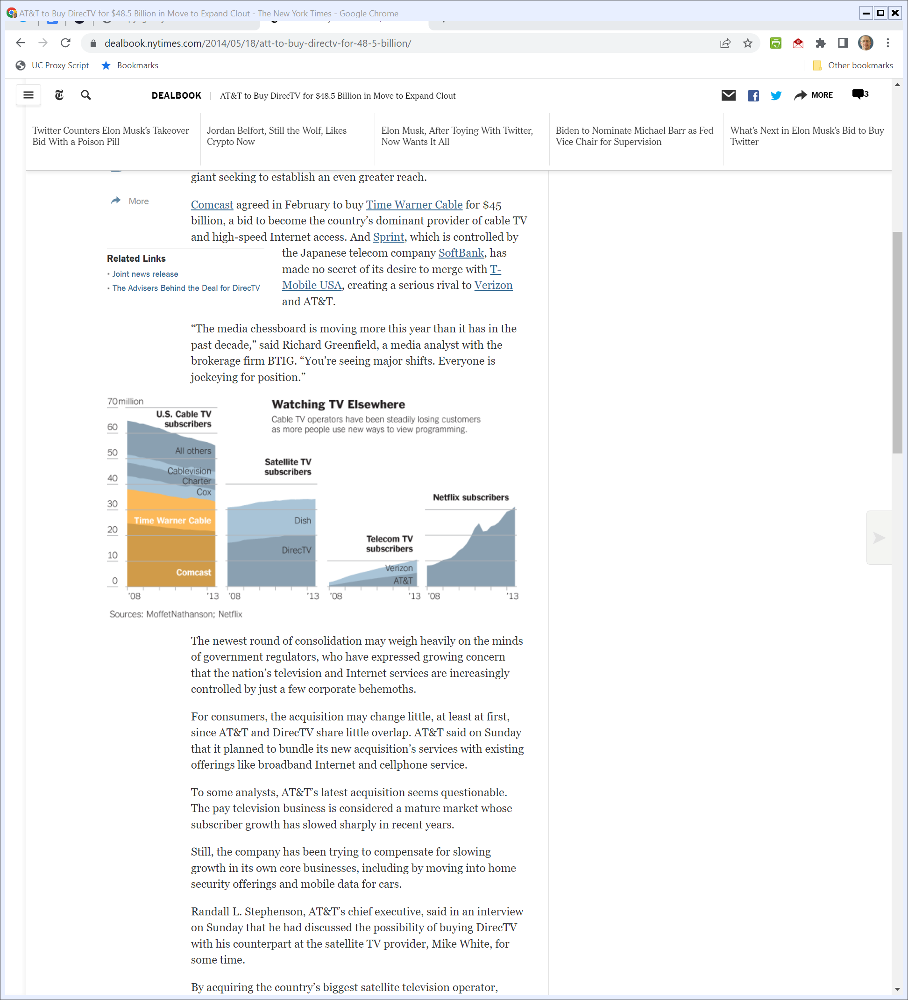 AT&T to Buy DirecTV for $48.5 Billion in Move to Expand Clout - The New York Times - Google Chrome
dealbook.nytimes.com/2014/05/18/att-to-buy-directv-for-48-5-billion/
UC Proxy Script
Bookmarks
Other bookmarks
DEALBOOK | AT&T to Buy DirecTV for $48.5 Billion in Move to Expand Clout
MORE
3
Twitter Counters Elon Musk’s Takeover
Bid With a Poison Pill
Jordan Belfort, Still the Wolf, Likes
Crypto Now
Elon Musk, After Toying With Twitter,
Now Wants It All
Biden to Nominate Michael Barr as Fed
Vice Chair for Supervision
What’s Next in Elon Musk’s Bid to Buy
Twitter
giant seeking to establish an even greater reach.
More
Comcast agreed in February to buy Time Warner Cable for $45
billion, a bid to become the country’s dominant provider of cable TV
and high-speed Internet access. And Sprint, which is controlled by
the Japanese telecom company SoftBank, has
made no secret of its desire to merge with T-
Mobile USA, creating a serious rival to Verizon
and AT&T.
Related Links
• Joint news release
• The Advisers Behind the Deal for DirecTV
“The media chessboard is moving more this year than it has in the
past decade,” said Richard Greenfield, a media analyst with the
brokerage firm BTIG. “You’re seeing major shifts. Everyone is
jockeying for position.”
Watching TV Elsewhere
Cable TV operators have been steadily losing customers
as more people use new ways to view programming.
70 million
60
50
40
30
20
10
0
U.S. Cable TV
subscribers
All others
Cablevision
Charter
Cox
Time Warner Cable
Comcast
’08
’13
Satellite TV
subscribers
Dish
DirecTV
’08
’13
Telecom TV
subscribers
Verizon
AT&T
’08
’13
Netflix subscribers
’08
’13
Sources: MoffetNathanson; Netflix
The newest round of consolidation may weigh heavily on the minds
of government regulators, who have expressed growing concern
that the nation’s television and Internet services are increasingly
controlled by just a few corporate behemoths.
For consumers, the acquisition may change little, at least at first,
since AT&T and DirecTV share little overlap. AT&T said on Sunday
that it planned to bundle its new acquisition’s services with existing
offerings like broadband Internet and cellphone service.
To some analysts, AT&T’s latest acquisition seems questionable.
The pay television business is considered a mature market whose
subscriber growth has slowed sharply in recent years.
Still, the company has been trying to compensate for slowing
growth in its own core businesses, including by moving into home
security offerings and mobile data for cars.
Randall L. Stephenson, AT&T’s chief executive, said in an interview
on Sunday that he had discussed the possibility of buying DirecTV
with his counterpart at the satellite TV provider, Mike White, for
some time.
By acquiring the country’s biggest satellite television operator,